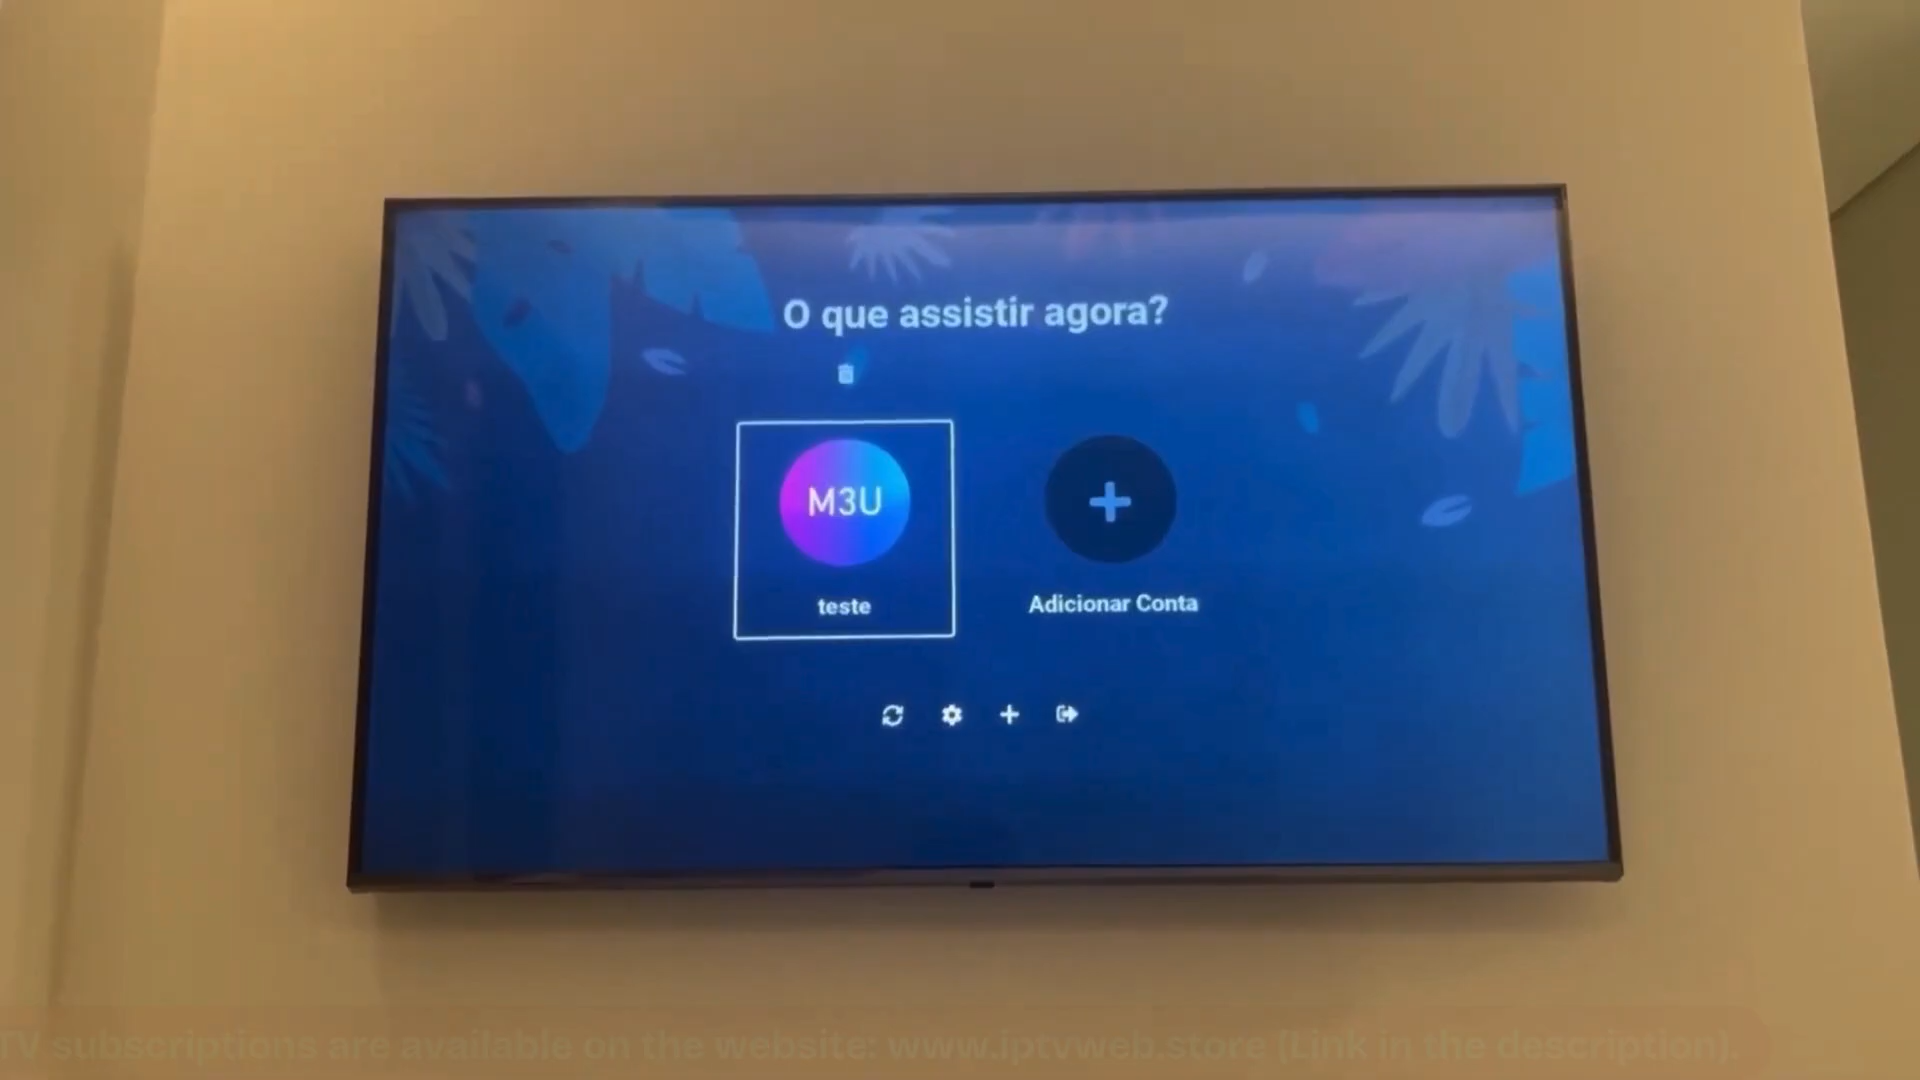 O que assistir agora?
M3U
teste
Adicionar Conta
TV subscriptions are available on the website: www.iptvweb.store (Link in the description).